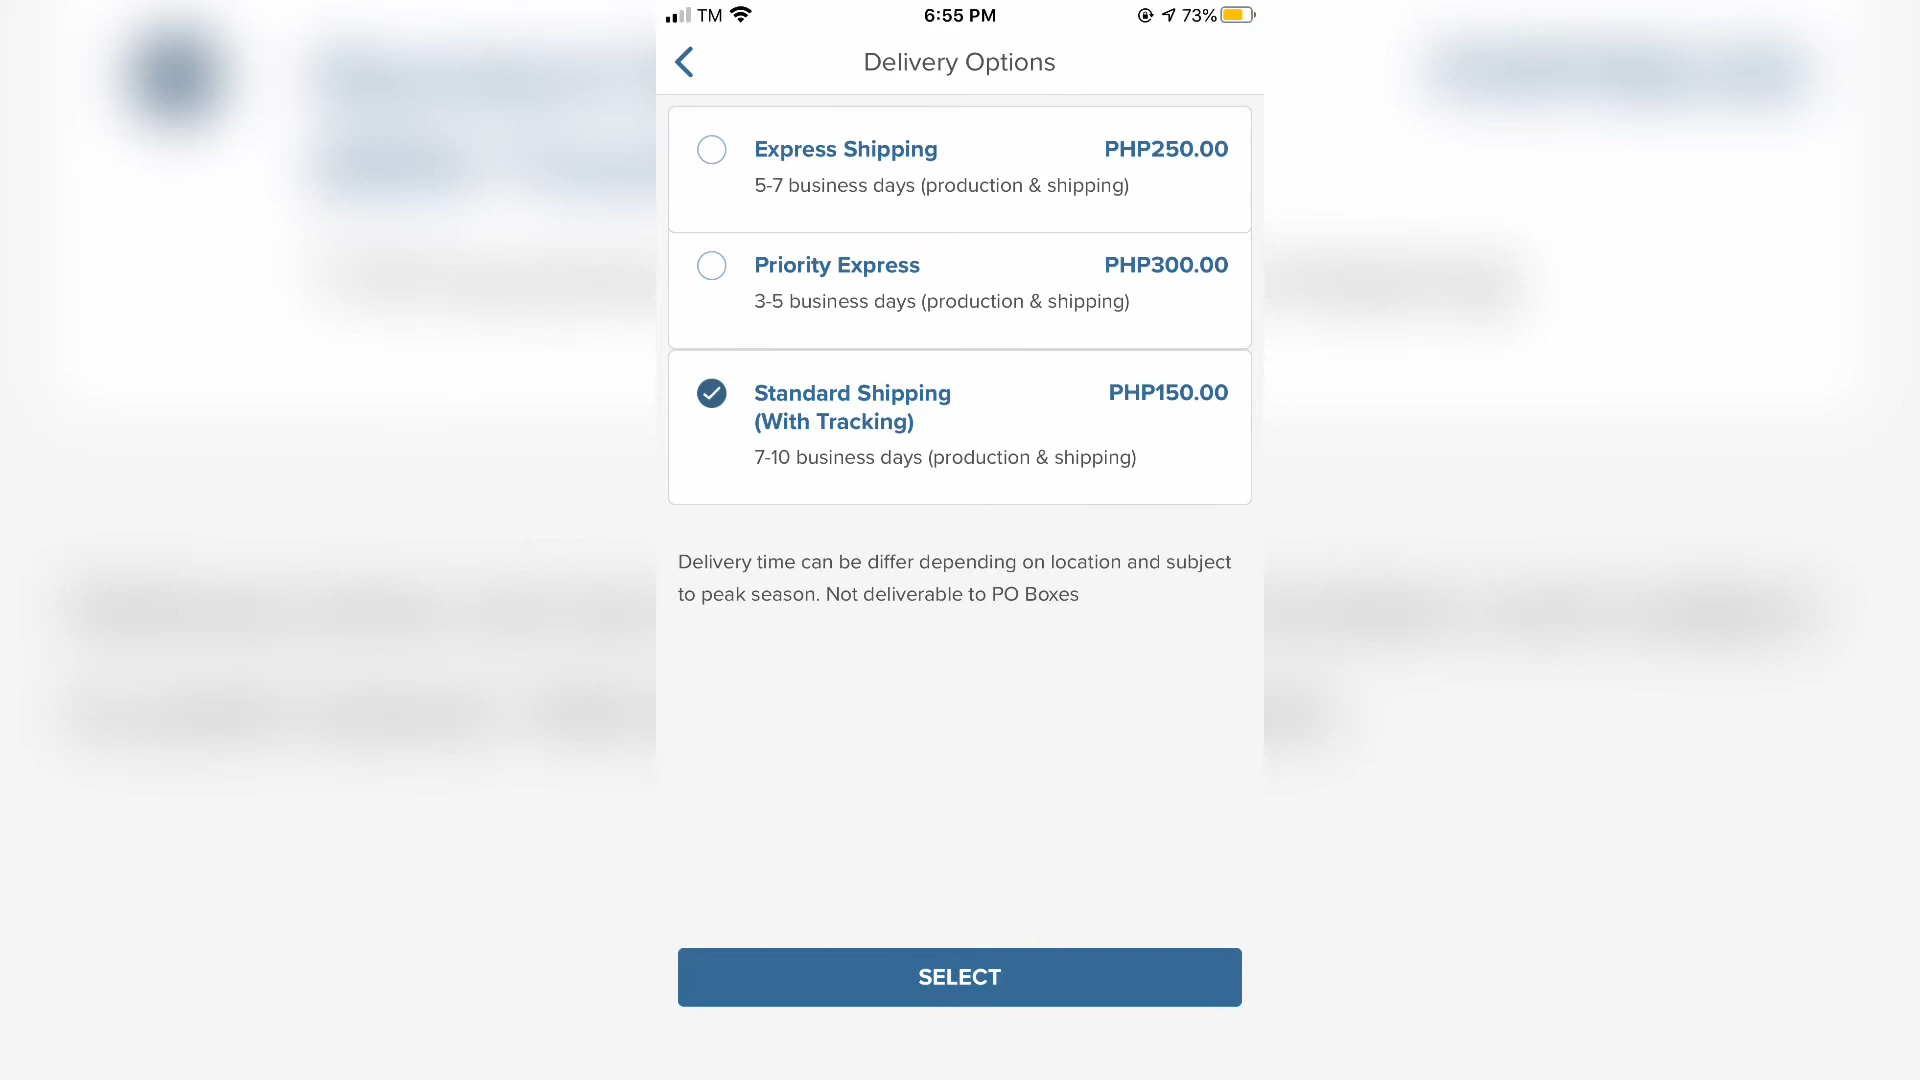 TM 6:55 PM 73%
Delivery Options
Express Shipping PHP250.00
5-7 business days (production & shipping)
Priority Express PHP300.00
3-5 business days (production & shipping)
Standard Shipping PHP150.00
(With Tracking)
7-10 business days (production & shipping)
Delivery time can be differ depending on location and subject
to peak season. Not deliverable to PO Boxes
SELECT